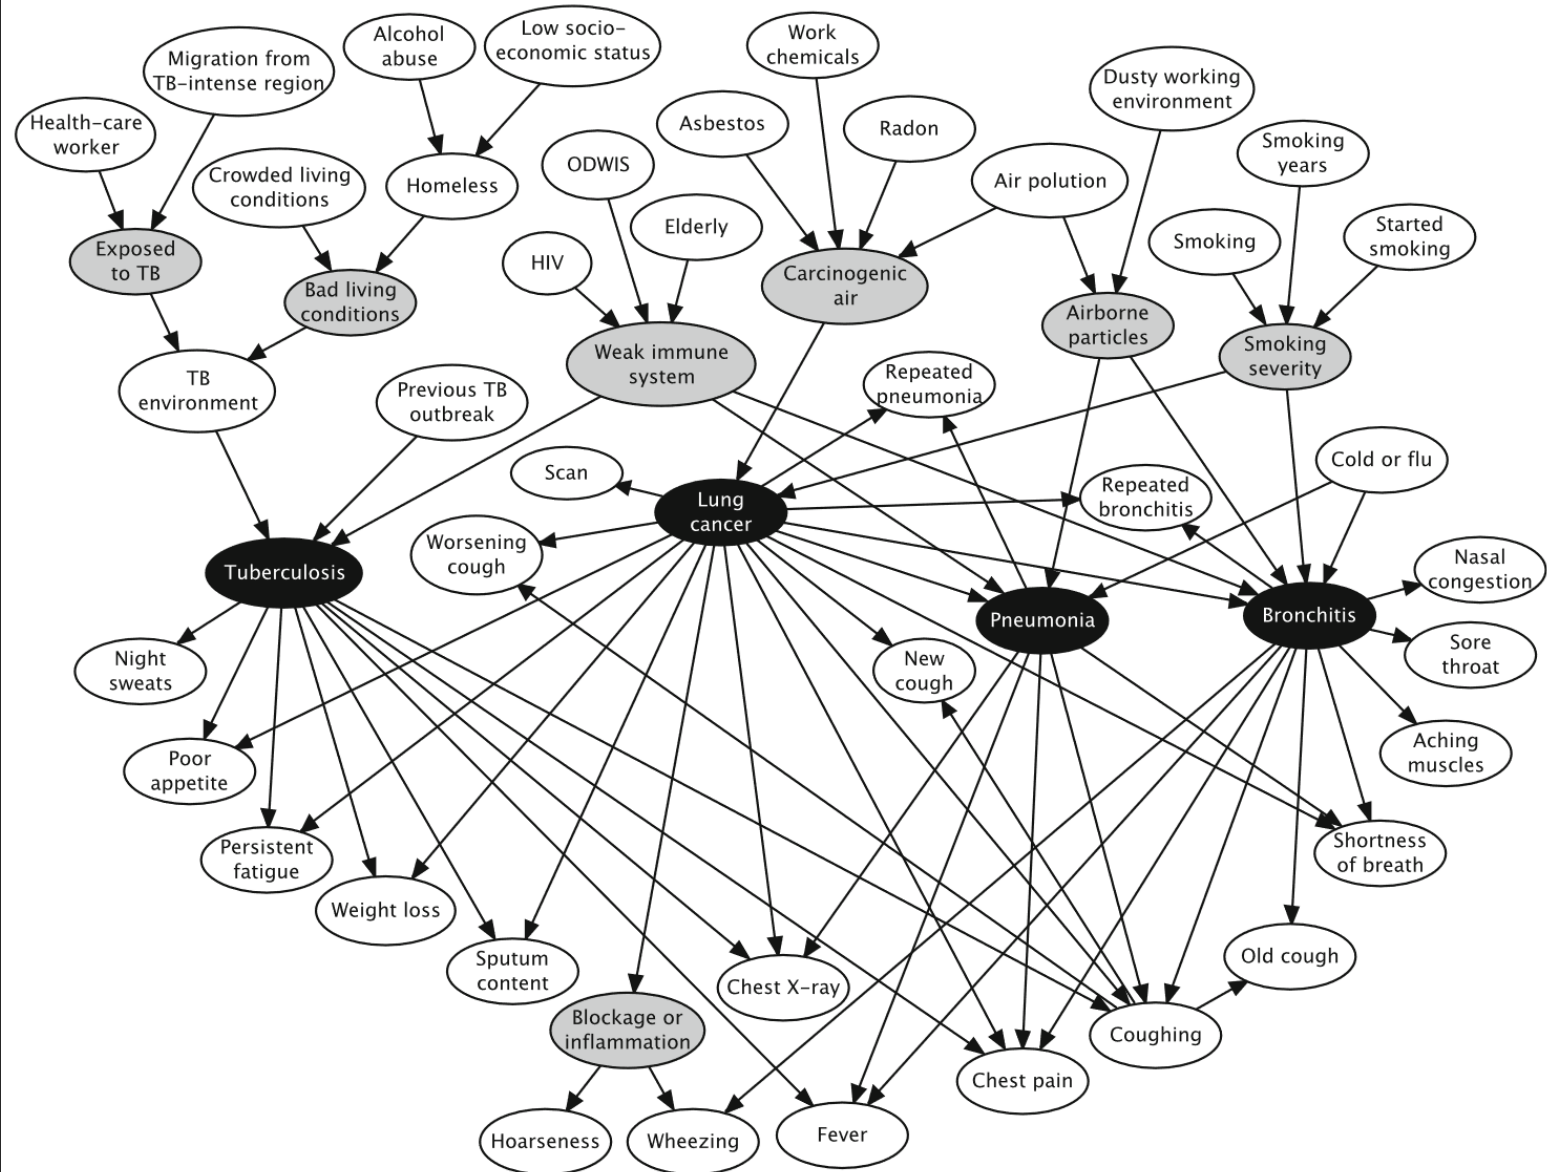 Low socio-
economic status
Alcohol
abuse
Work
chemicals
Migration from
TB-intense region
Dusty working
environment
Health-care
worker
Asbestos
Radon
Smoking
years
ODWIS
Air polution
Crowded living
conditions
Homeless
Elderly
Smoking
Started
smoking
Exposed
to TB
HIV
Carcinogenic
air
Bad living
conditions
Airborne
particles
Smoking
severity
Weak immune
system
TB
environment
Previous TB
outbreak
Repeated
pneumonia
Cold or flu
Scan
Lung
cancer
Repeated
bronchitis
Worsening
cough
Nasal
congestion
Tuberculosis
Pneumonia
Bronchitis
Night
sweats
New
cough
Sore
throat
Poor
appetite
Aching
muscles
Persistent
fatigue
Shortness
of breath
Weight loss
Sputum
content
Chest X-ray
Old cough
Blockage or
inflammation
Coughing
Chest pain
Hoarseness
Wheezing
Fever